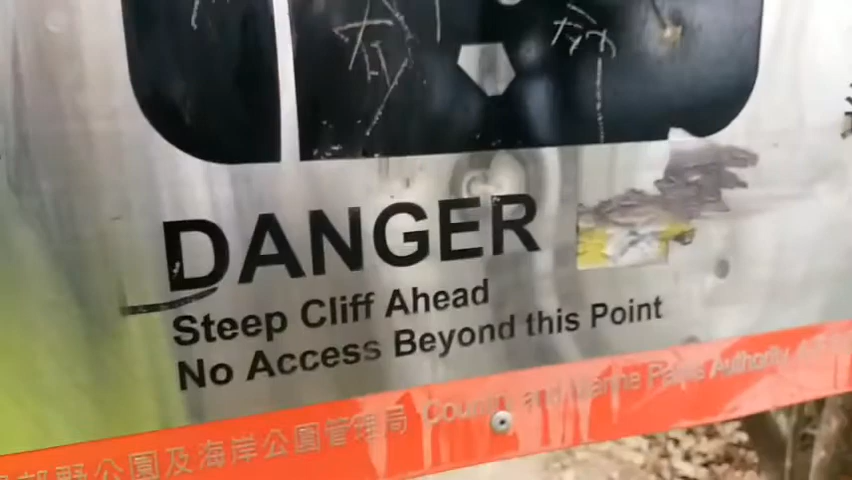 DANGER
Steep Cliff Ahead
No Access Beyond this Point
郊野公園及海岸公園管理局 Country and Marine Parks Authority